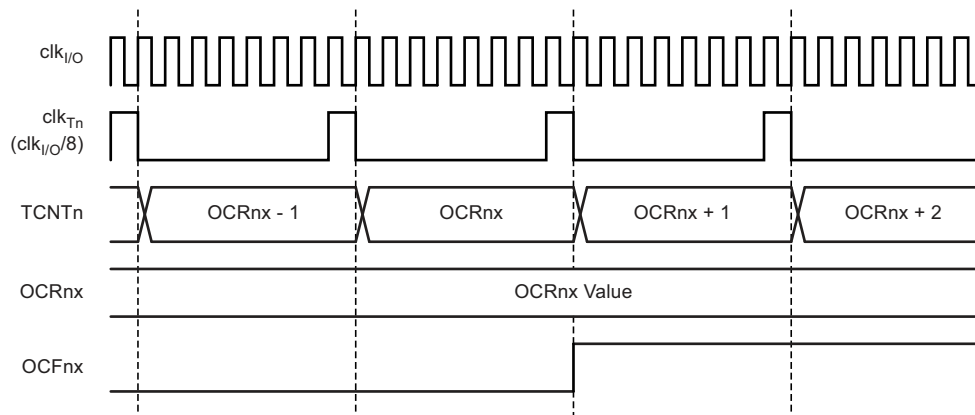 clkI/O
clkTn
(clkI/O/8)
TCNTn OCRnx - 1 OCRnx OCRnx + 1 OCRnx + 2
OCRnx OCRnx Value
OCFnx